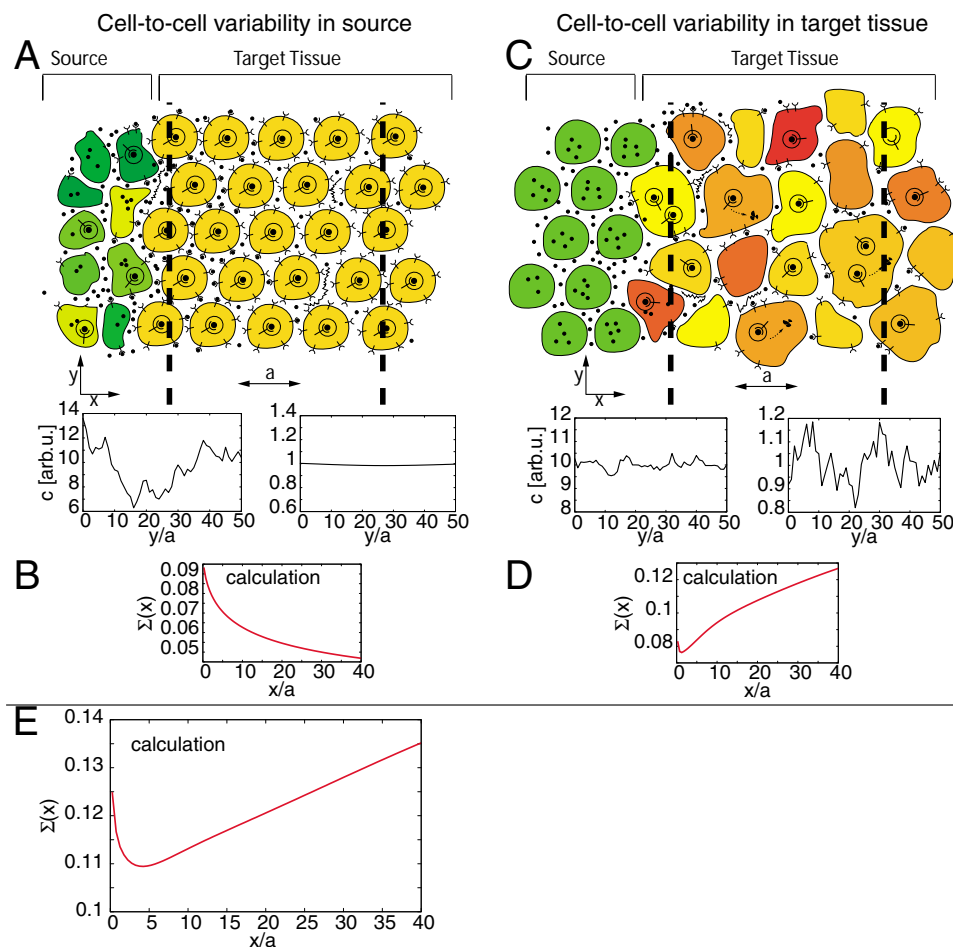 Cell-to-cell variability in source
A
Source
Target Tissue
y
x
a
14
12
10
8
6
c [arb.u.]
0 10 20 30 40 50
y/a
1.4
1.2
1
0.8
0.6
0 10 20 30 40 50
y/a
B
calculation
0.09
0.08
0.07
0.06
0.05
Σ(x)
0 10 20 30 40
x/a
Cell-to-cell variability in target tissue
C
Source
Target Tissue
y
x
a
12
11
10
9
8
c [arb.u.]
0 10 20 30 40 50
y/a
1.2
1.1
1
0.9
0.8
0 10 20 30 40 50
y/a
D
calculation
0.12
0.1
0.08
Σ(x)
0 10 20 30 40
x/a
E
calculation
0.14
0.13
0.12
0.11
0.1
Σ(x)
0 5 10 15 20 25 30 35 40
x/a